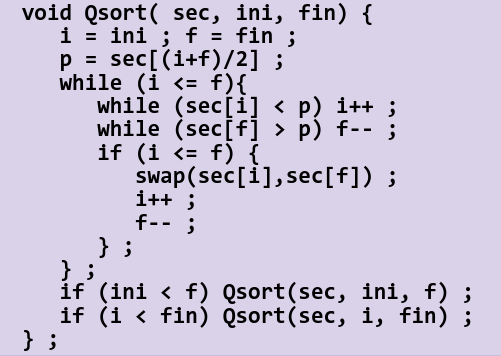 void Qsort( sec, ini, fin) {
i = ini ; f = fin ;
p = sec[(i+f)/2] ;
while (i <= f){
while (sec[i] < p) i++ ;
while (sec[f] > p) f-- ;
if (i <= f) {
swap(sec[i],sec[f]) ;
i++ ;
f-- ;
} ;
} ;
if (ini < f) Qsort(sec, ini, f) ;
if (i < fin) Qsort(sec, i, fin) ;
} ;